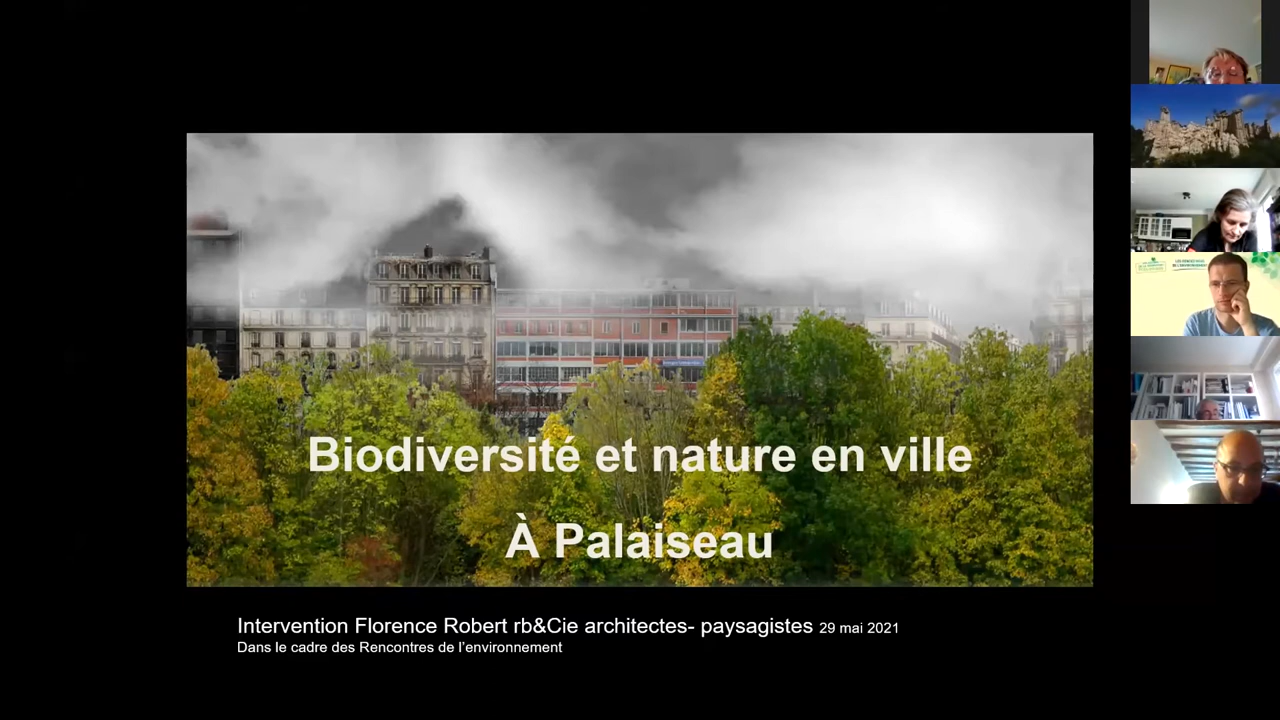 Biodiversité et nature en ville
À Palaiseau
Intervention Florence Robert rb&Cie architectes- paysagistes 29 mai 2021
Dans le cadre des Rencontres de l'environnement